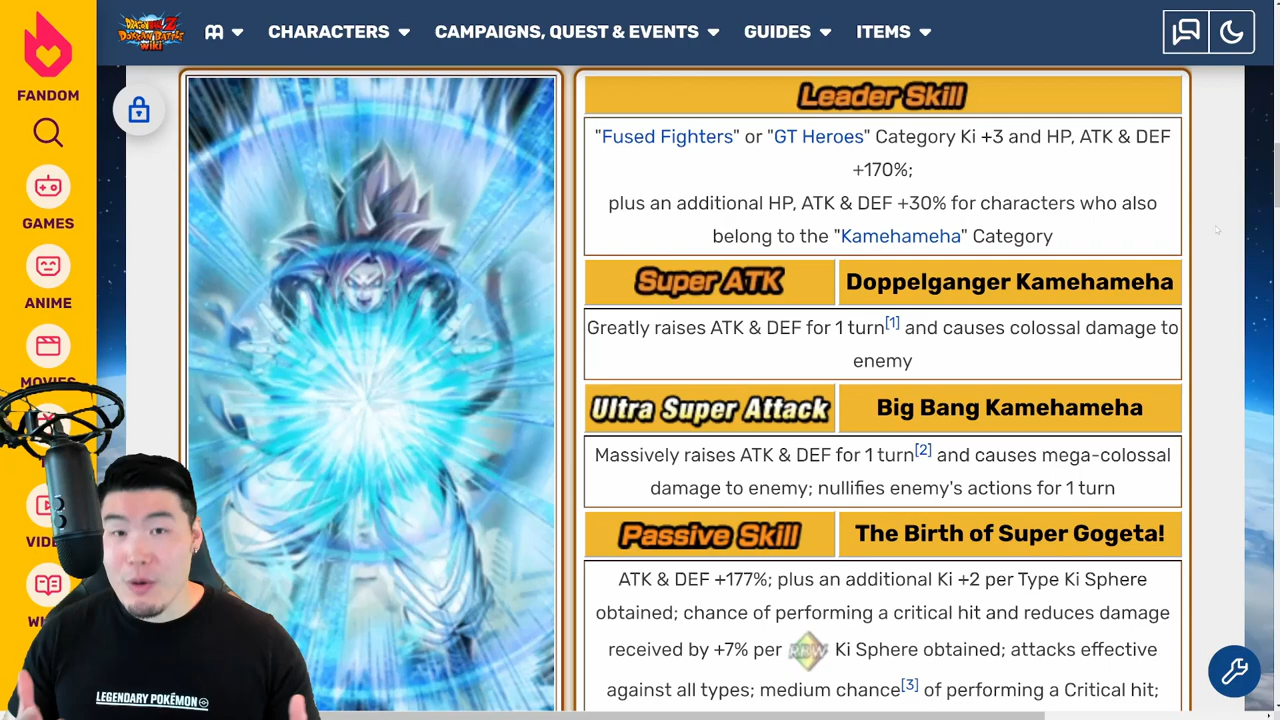 DRAGON BALL Z
DOKKAN BATTLE
WIKI
CHARACTERS
CAMPAIGNS, QUEST & EVENTS
GUIDES
ITEMS
FANDOM
GAMES
ANIME
MOVIES
Leader Skill
"Fused Fighters" or "GT Heroes" Category Ki +3 and HP, ATK & DEF
+170%;
plus an additional HP, ATK & DEF +30% for characters who also
belong to the "Kamehameha" Category
Super ATK
Doppelganger Kamehameha
Greatly raises ATK & DEF for 1 turn[1] and causes colossal damage to
enemy
Ultra Super Attack
Big Bang Kamehameha
Massively raises ATK & DEF for 1 turn[2] and causes mega-colossal
damage to enemy; nullifies enemy's actions for 1 turn
Passive Skill
The Birth of Super Gogeta!
ATK & DEF +177%; plus an additional Ki +2 per Type Ki Sphere
obtained; chance of performing a critical hit and reduces damage
received by +7% per RBW Ki Sphere obtained; attacks effective
against all types; medium chance[3] of performing a Critical hit;
LEGENDARY POKÉMON